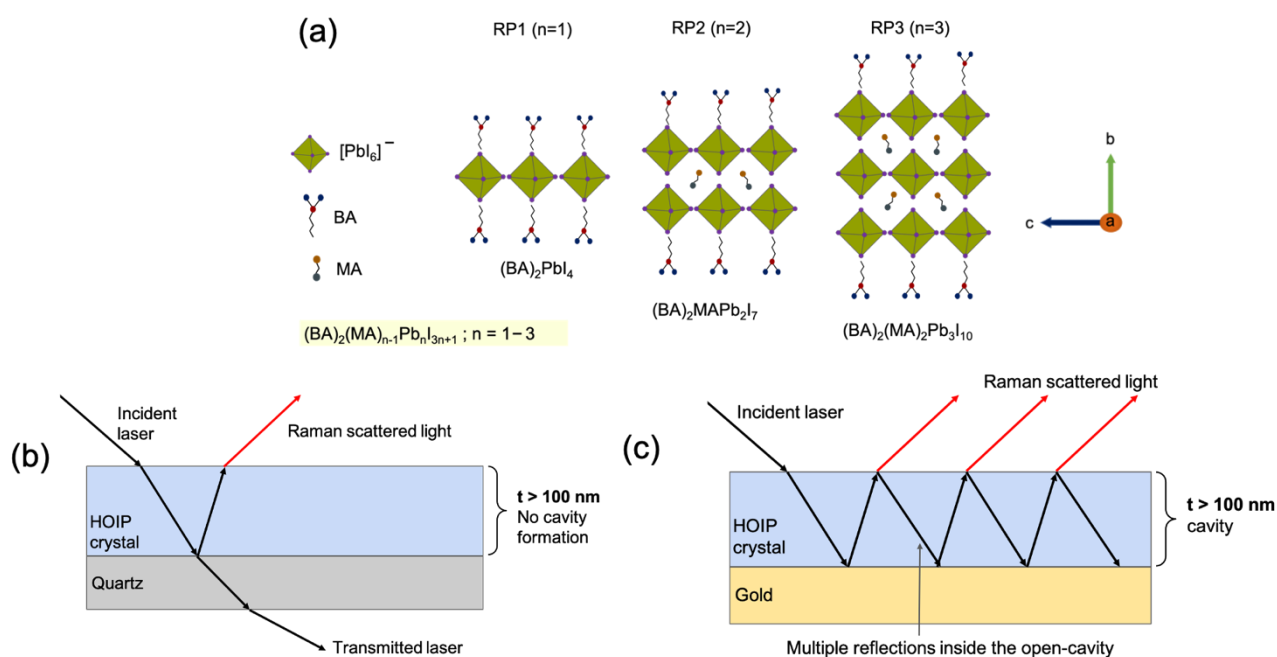 (a)
RP1 (n=1)
RP2 (n=2)
RP3 (n=3)
[PbI₆]⁻
BA
MA
(BA)₂PbI₄
(BA)₂MAPb₂I₇
(BA)₂(MA)₂Pb₃I₁₀
b
c
a
(BA)₂(MA)ₙ₋₁PbₙI₃ₙ₊₁ ; n = 1– 3
(b)
Incident
laser
Raman scattered light
HOIP
crystal
t > 100 nm
No cavity
formation
Quartz
Transmitted laser
(c)
Incident laser
Raman scattered light
HOIP
crystal
t > 100 nm
cavity
Gold
Multiple reflections inside the open-cavity